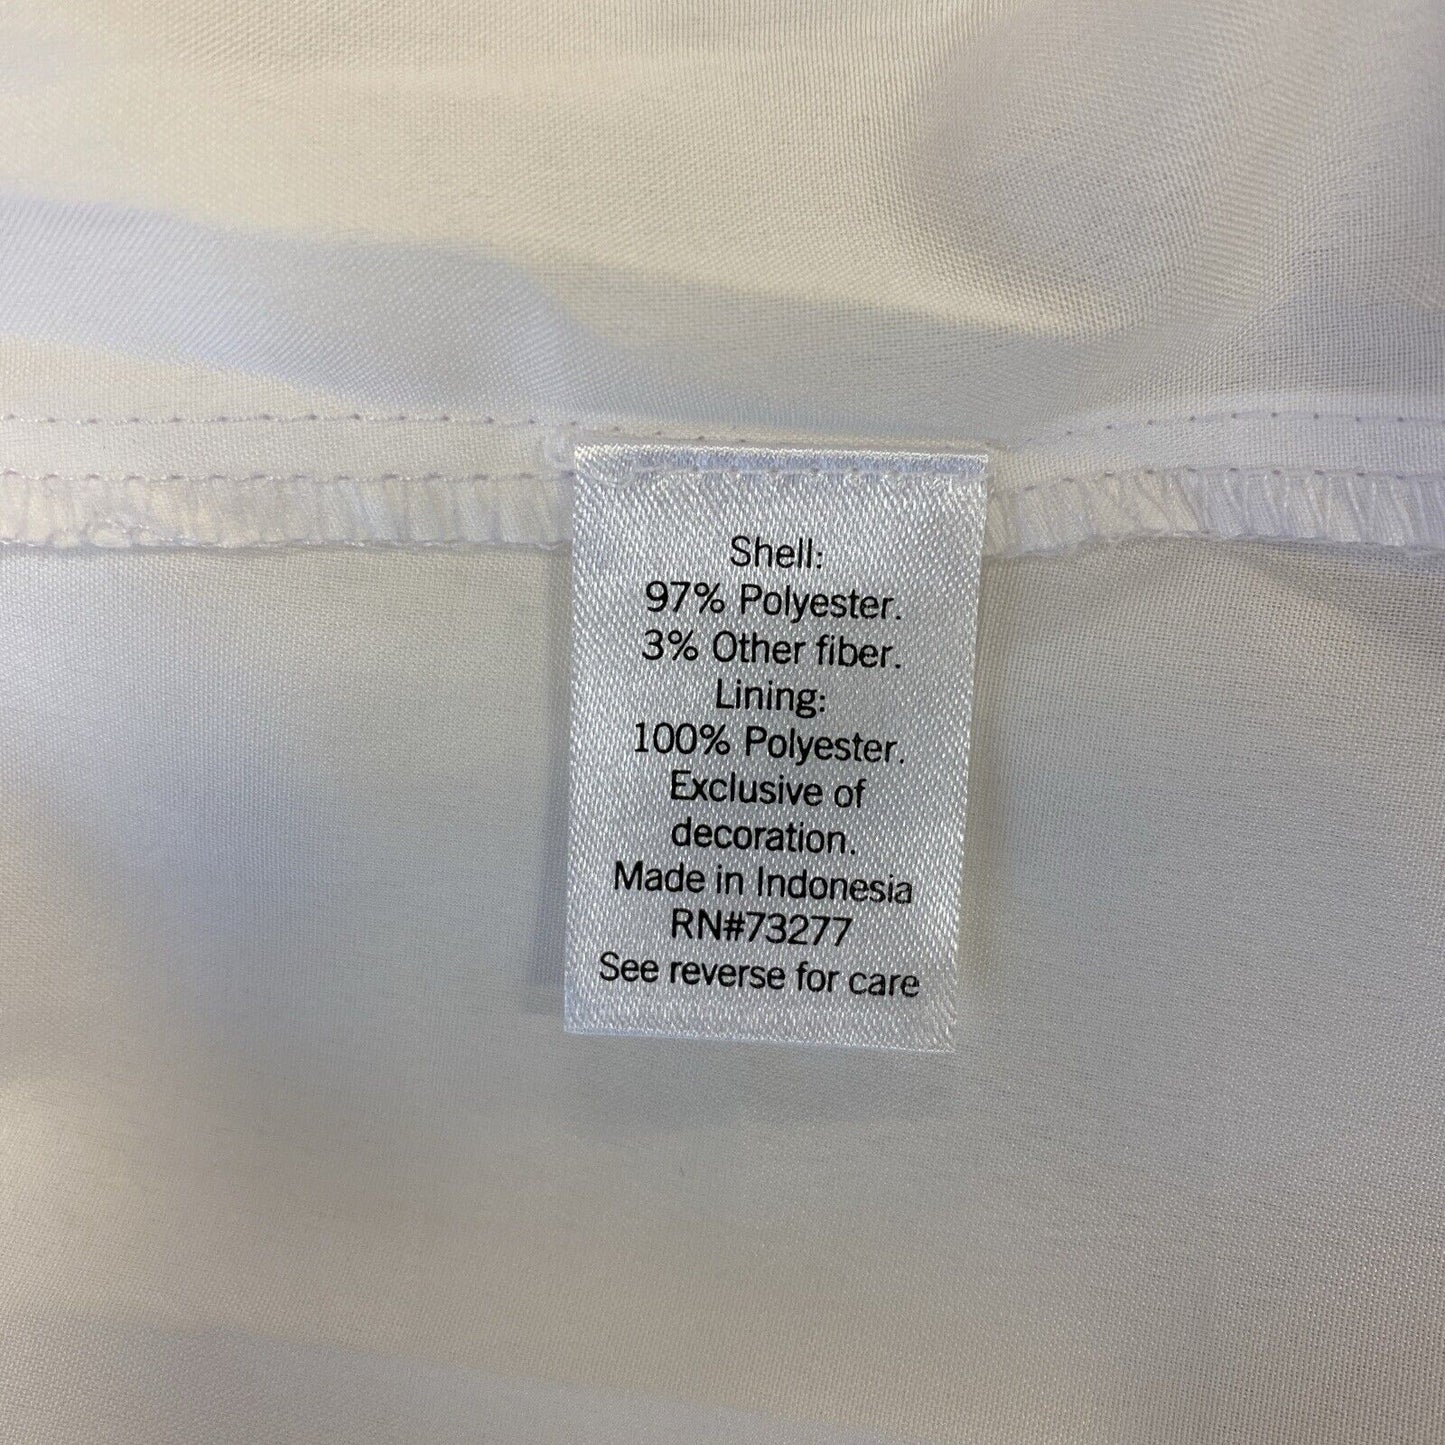 Shell:
97% Polyester.
3% Other fiber.
Lining:
100% Polyester.
Exclusive of
decoration.
Made in Indonesia
RN#73277
See reverse for care